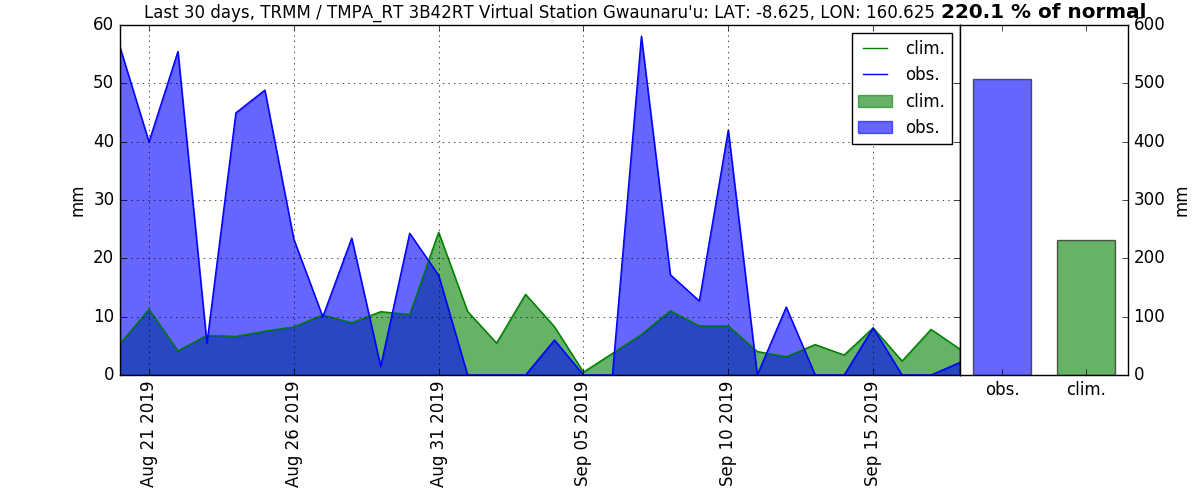 Last 30 days, TRMM / TMPA_RT 3B42RT Virtual Station Gwaunaru'u: LAT: -8.625, LON: 160.625 220.1 % of normal
60
50
40
30
20
10
0
mm
Aug 21 2019
Aug 26 2019
Aug 31 2019
Sep 05 2019
Sep 10 2019
Sep 15 2019
clim.
obs.
clim.
obs.
600
500
400
300
200
100
0
mm
obs. clim.